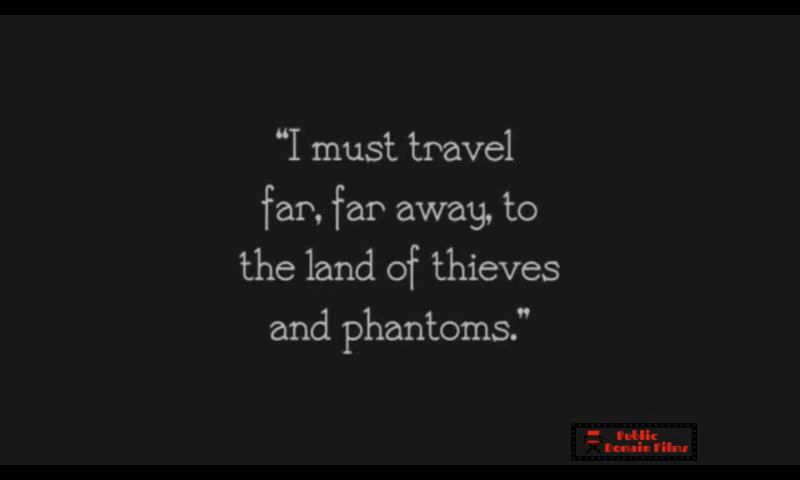 “I must travel
far, far away, to
the land of thieves
and phantoms.”
Public
Domain Films